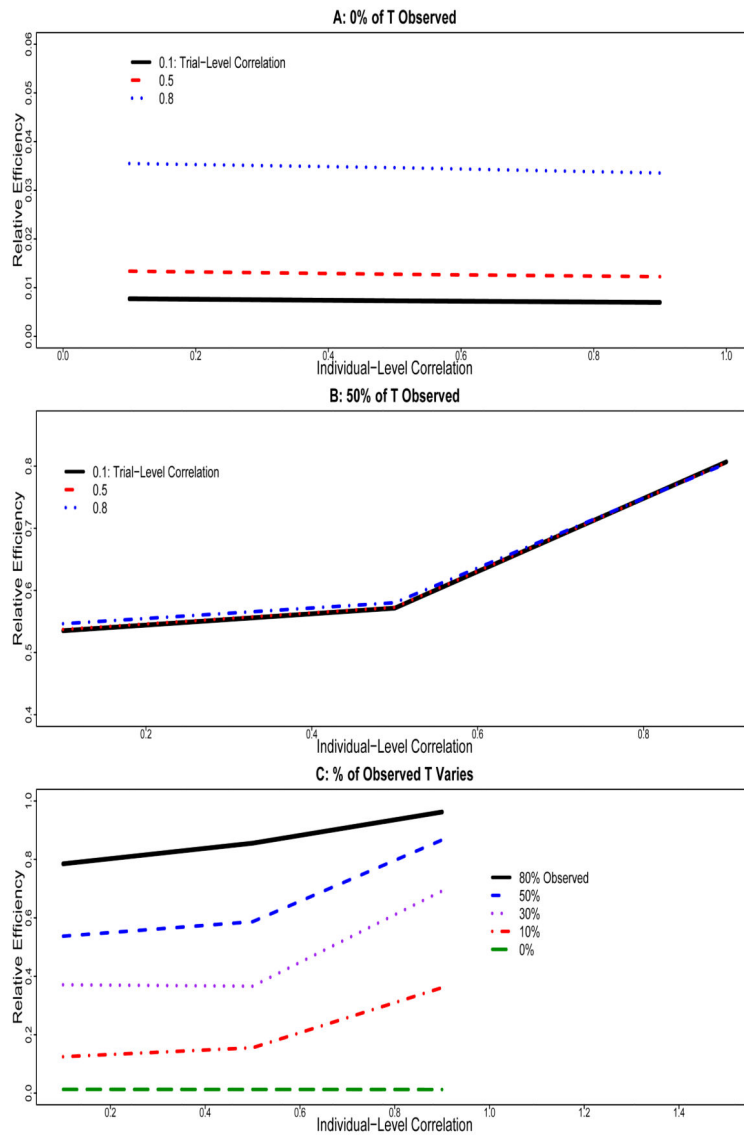 A: 0% of T Observed
Relative Efficiency
0.00 0.01 0.02 0.03 0.04 0.05 0.06
0.1: Trial−Level Correlation
0.5
0.8
0.0 0.2 0.4 0.6 0.8 1.0
Individual−Level Correlation
B: 50% of T Observed
Relative Efficiency
0.4 0.5 0.6 0.7 0.8
0.1: Trial−Level Correlation
0.5
0.8
0.2 0.4 0.6 0.8
Individual−Level Correlation
C: % of Observed T Varies
Relative Efficiency
0.0 0.2 0.4 0.6 0.8 1.0
80% Observed
50%
30%
10%
0%
0.2 0.4 0.6 0.8 1.0 1.2 1.4
Individual−Level Correlation